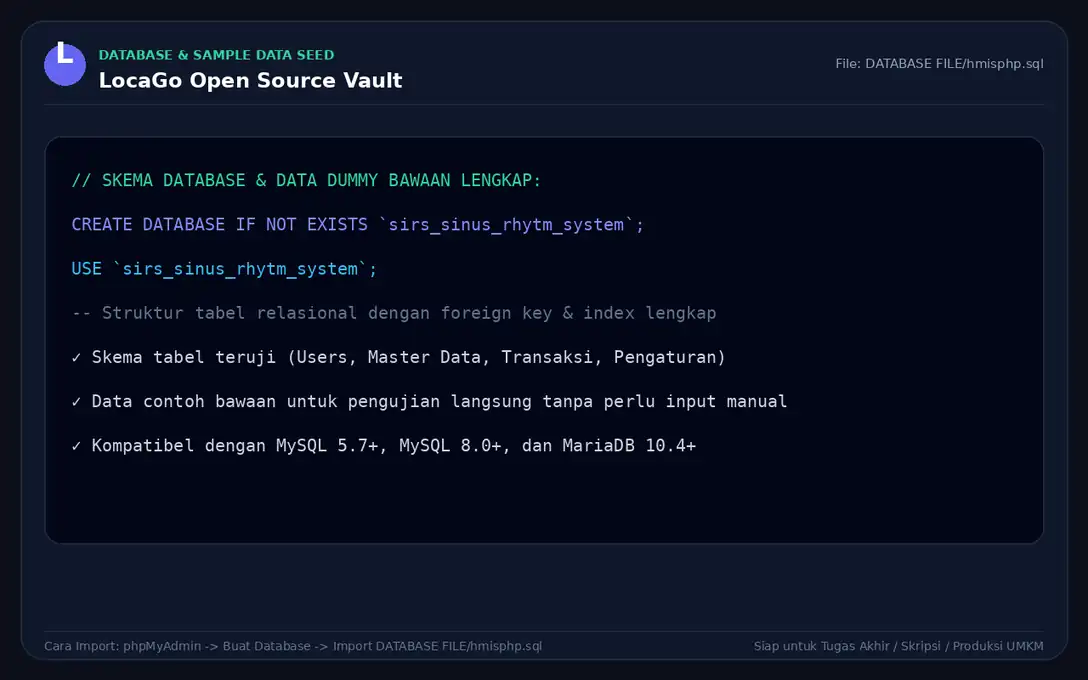 L
DATABASE & SAMPLE DATA SEED
LocaGo Open Source Vault
File: DATABASE FILE/hmisphp.sql
// SKEMA DATABASE & DATA DUMMY BAWAAN LENGKAP:
CREATE DATABASE IF NOT EXISTS `sirs_sinus_rhytm_system`;
USE `sirs_sinus_rhytm_system`;
-- Struktur tabel relasional dengan foreign key & index lengkap
✓ Skema tabel teruji (Users, Master Data, Transaksi, Pengaturan)
✓ Data contoh bawaan untuk pengujian langsung tanpa perlu input manual
✓ Kompatibel dengan MySQL 5.7+, MySQL 8.0+, dan MariaDB 10.4+
Cara Import: phpMyAdmin -> Buat Database -> Import DATABASE FILE/hmisphp.sql
Siap untuk Tugas Akhir / Skripsi / Produksi UMKM